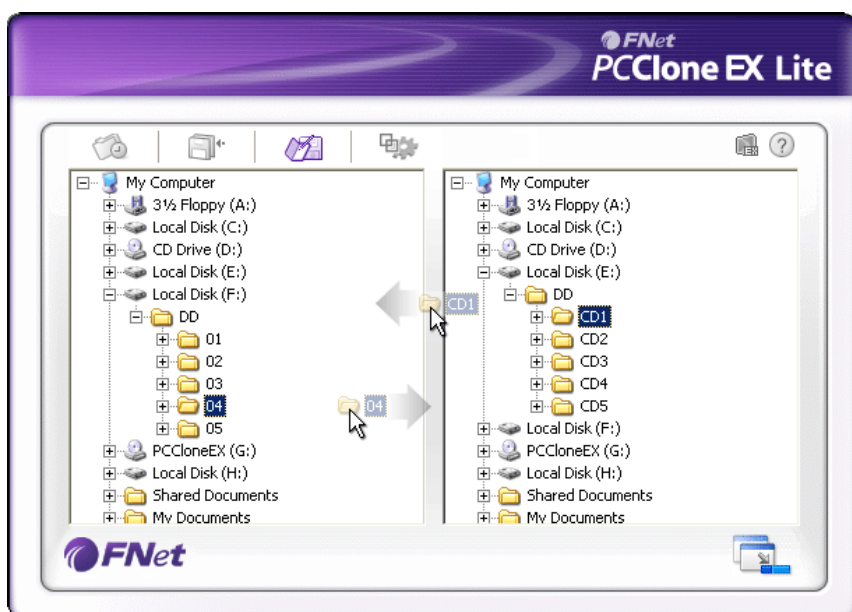 FNet
PCClone EX Lite
EX
?
My Computer
3½ Floppy (A:)
Local Disk (C:)
CD Drive (D:)
Local Disk (E:)
Local Disk (F:)
DD
01
02
03
04
05
PCCloneEX (G:)
Local Disk (H:)
Shared Documents
My Documents
CD1
04
My Computer
3½ Floppy (A:)
Local Disk (C:)
CD Drive (D:)
Local Disk (E:)
DD
CD1
CD2
CD3
CD4
CD5
Local Disk (F:)
PCCloneEX (G:)
Local Disk (H:)
Shared Documents
My Documents
FNet